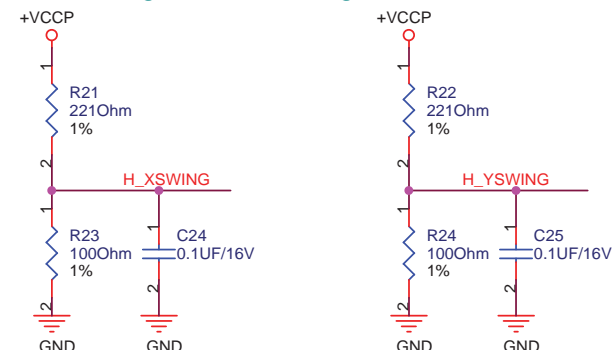 +VCCP
1
R21
221Ohm
1%
2
H_XSWING
1
R23
100Ohm
1%
2
GND
1
C24
0.1UF/16V
2
GND
+VCCP
1
R22
221Ohm
1%
2
H_YSWING
1
R24
100Ohm
1%
2
GND
1
C25
0.1UF/16V
2
GND